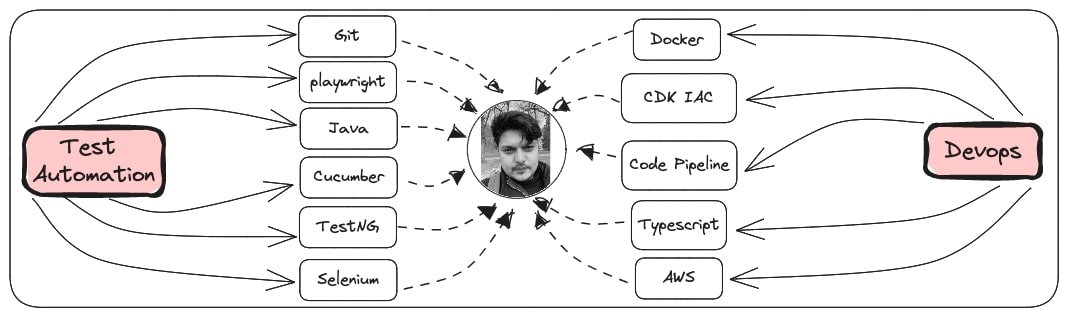 Test
Automation
Git
playwright
Java
Cucumber
TestNG
Selenium
Docker
CDK IAC
Code Pipeline
Typescript
AWS
Devops